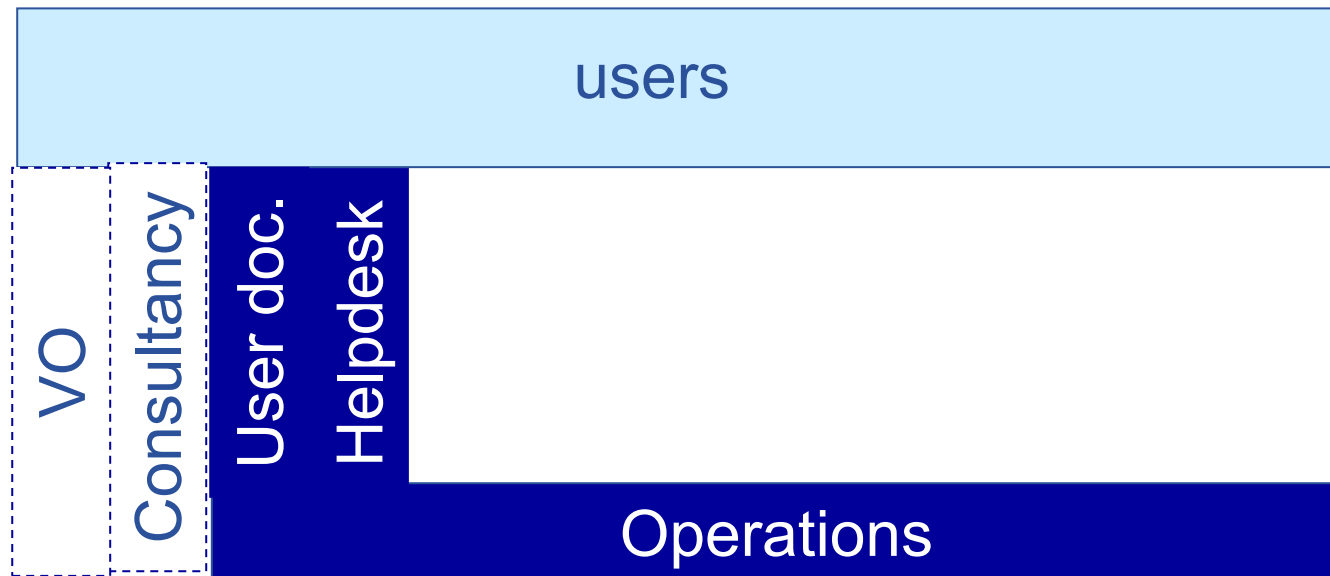 users
VO
Consultancy
User doc.
Helpdesk
Operations